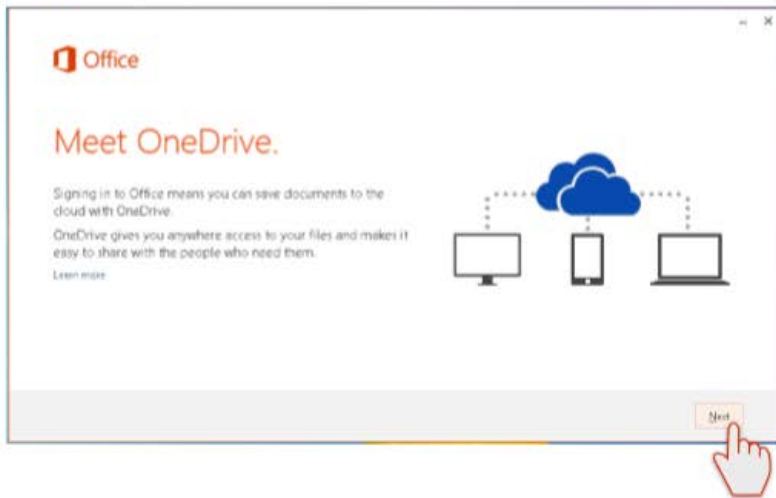 Office
Meet OneDrive.
Signing in to Office means you can save documents to the
cloud with OneDrive.
OneDrive gives you anywhere access to your files and makes it
easy to share with the people who need them.
Learn more
Next